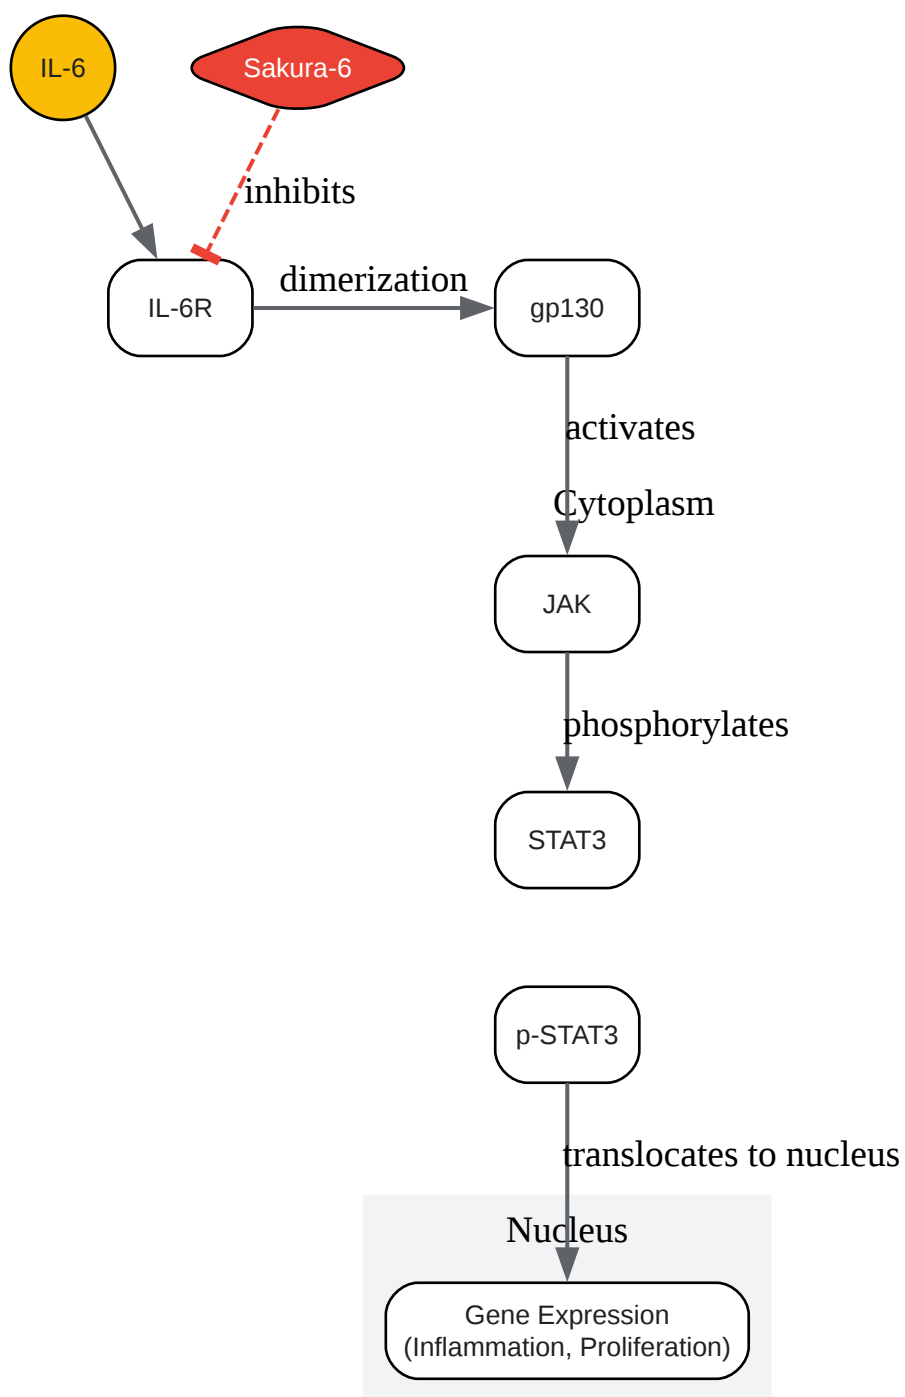 IL-6
Sakura-6
inhibits
dimerization
IL-6R
gp130
activates
Cytoplasm
JAK
phosphorylates
STAT3
p-STAT3
translocates to nucleus
Nucleus
Gene Expression
(Inflammation, Proliferation)